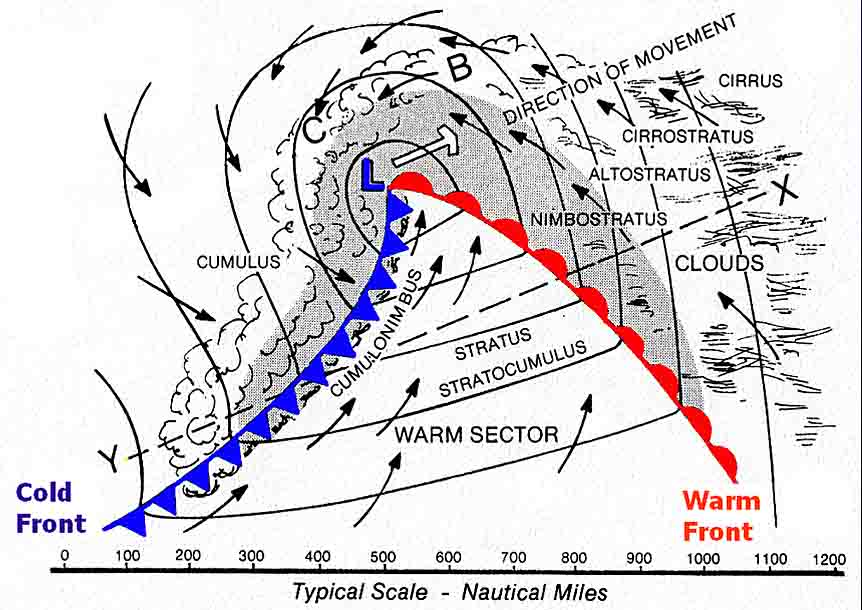 B
DIRECTION OF MOVEMENT
CIRRUS
C
CIRROSTRATUS
L
ALTOSTRATUS
X
NIMBOSTRATUS
CUMULUS
CLOUDS
CUMULONIMBUS
STRATUS
STRATOCUMULUS
WARM SECTOR
Y
Cold
Front
Warm
Front
0 100 200 300 400 500 600 700 800 900 1000 1100 1200
Typical Scale - Nautical Miles